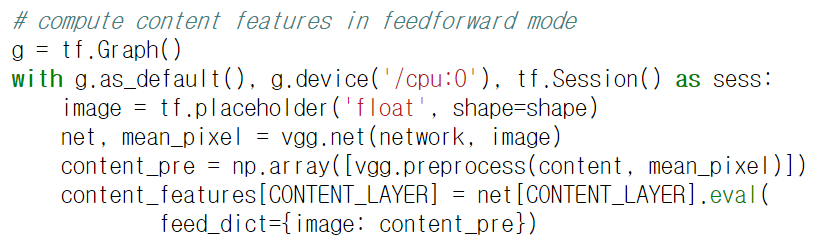 # compute content features in feedforward mode
g = tf.Graph()
with g.as_default(), g.device('/cpu:0'), tf.Session() as sess:
    image = tf.placeholder('float', shape=shape)
    net, mean_pixel = vgg.net(network, image)
    content_pre = np.array([vgg.preprocess(content, mean_pixel)])
    content_features[CONTENT_LAYER] = net[CONTENT_LAYER].eval(
            feed_dict={image: content_pre})